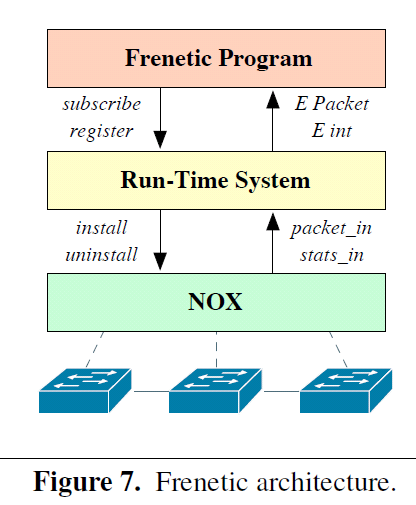 Frenetic Program
subscribe
register
E Packet
E int
Run-Time System
install
uninstall
packet_in
stats_in
NOX
Figure 7. Frenetic architecture.